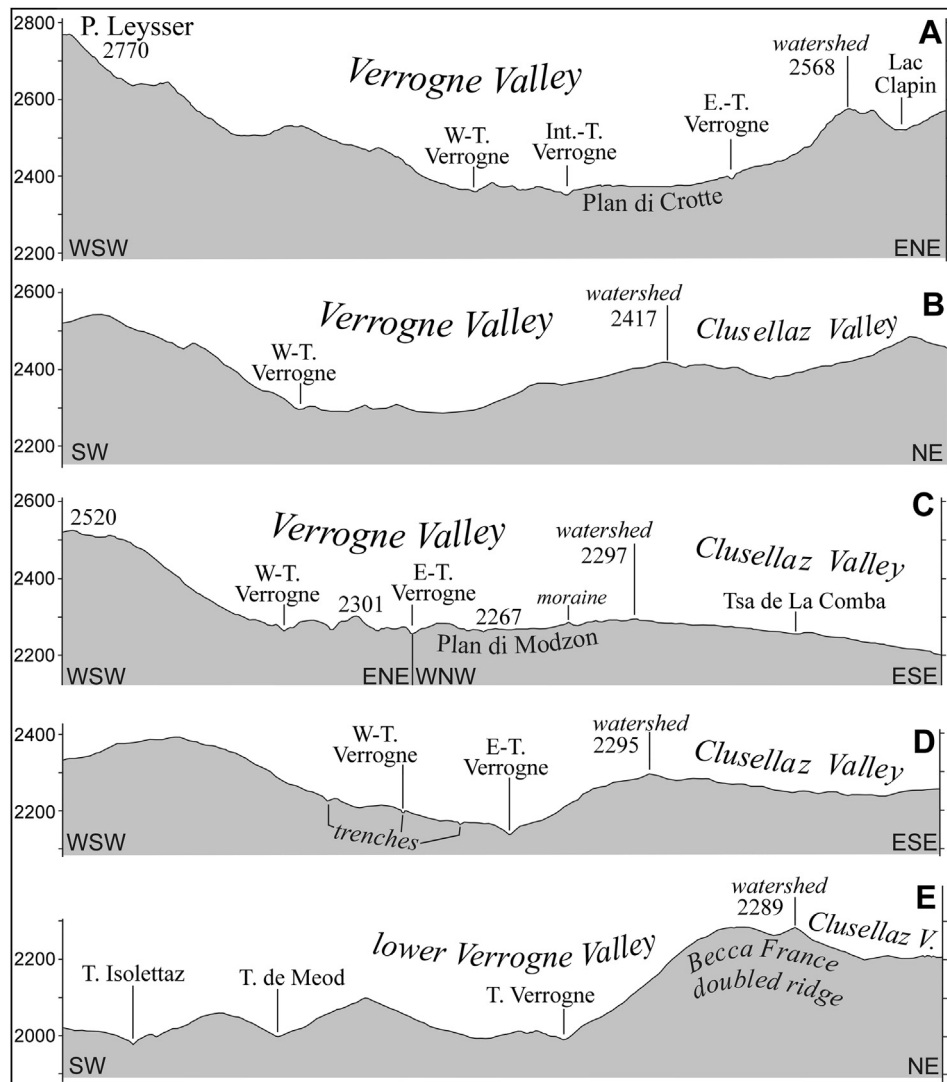 A
2800
P. Leysser
2770
Verrogne Valley
watershed
2568
Lac
Clapin
2600
W-T.
Verrogne
Int.-T.
Verrogne
E.-T.
Verrogne
2400
Plan di Crotte
2200
WSW
ENE
B
2600
Verrogne Valley
watershed
2417
Clusellaz Valley
W-T.
Verrogne
2400
2200
SW
NE
C
2600
2520
Verrogne Valley
watershed
2297
Clusellaz Valley
W-T.
Verrogne
2301
E-T.
Verrogne
2267
moraine
Tsa de La Comba
2400
Plan di Modzon
2200
WSW
ENE
WNW
ESE
D
2400
W-T.
Verrogne
E-T.
Verrogne
watershed
2295
Clusellaz Valley
2200
trenches
WSW
ESE
E
watershed
2289
Clusellaz V.
lower Verrogne Valley
2200
T. Isolettaz
T. de Meod
T. Verrogne
Becca France
doubled ridge
2000
SW
NE